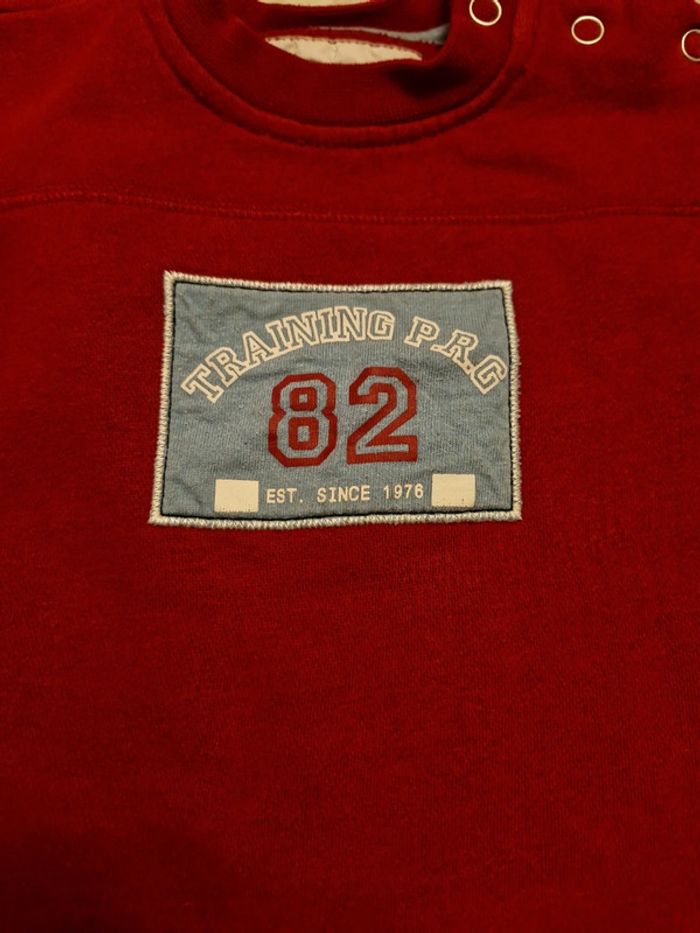 TRAINING P.R.G
82
EST. SINCE 1976